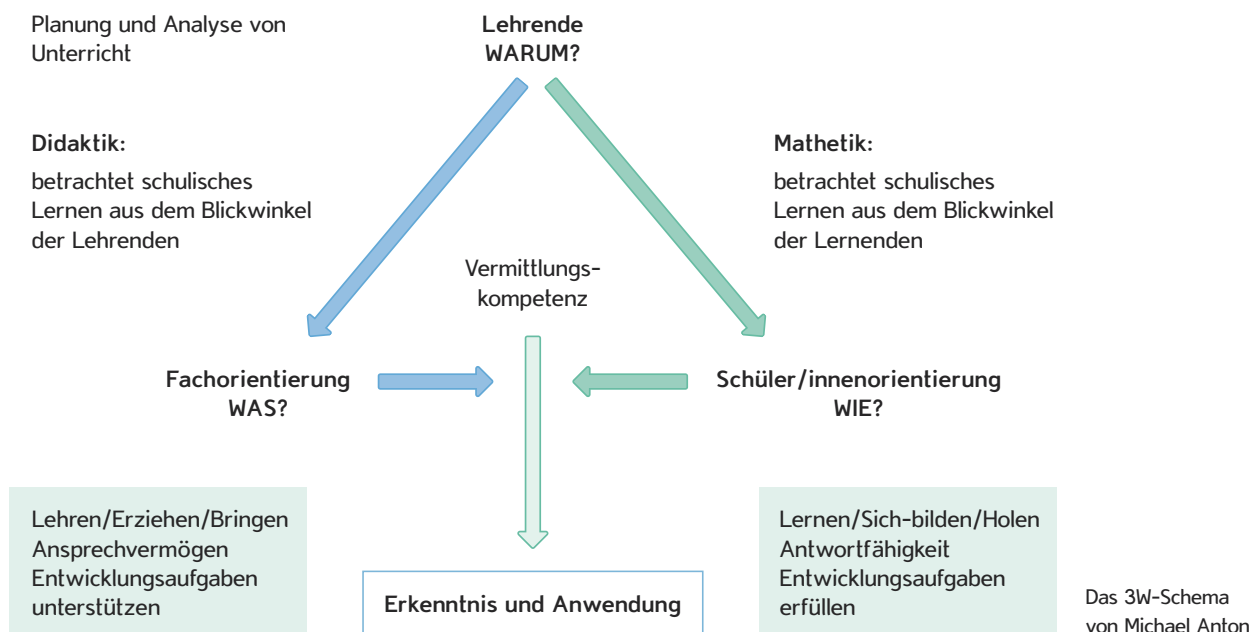 Planung und Analyse von
Unterricht
Lehrende
WARUM?
Didaktik:
betrachtet schulisches
Lernen aus dem Blickwinkel
der Lehrenden
Mathetik:
betrachtet schulisches
Lernen aus dem Blickwinkel
der Lernenden
Vermittlungs-
kompetenz
Fachorientierung
WAS?
Schüler/innenorientierung
WIE?
Lehren/Erziehen/Bringen
Ansprechvermögen
Entwicklungsaufgaben
unterstützen
Erkenntnis und Anwendung
Lernen/Sich-bilden/Holen
Antwortfähigkeit
Entwicklungsaufgaben
erfüllen
Das 3W-Schema
von Michael Anton